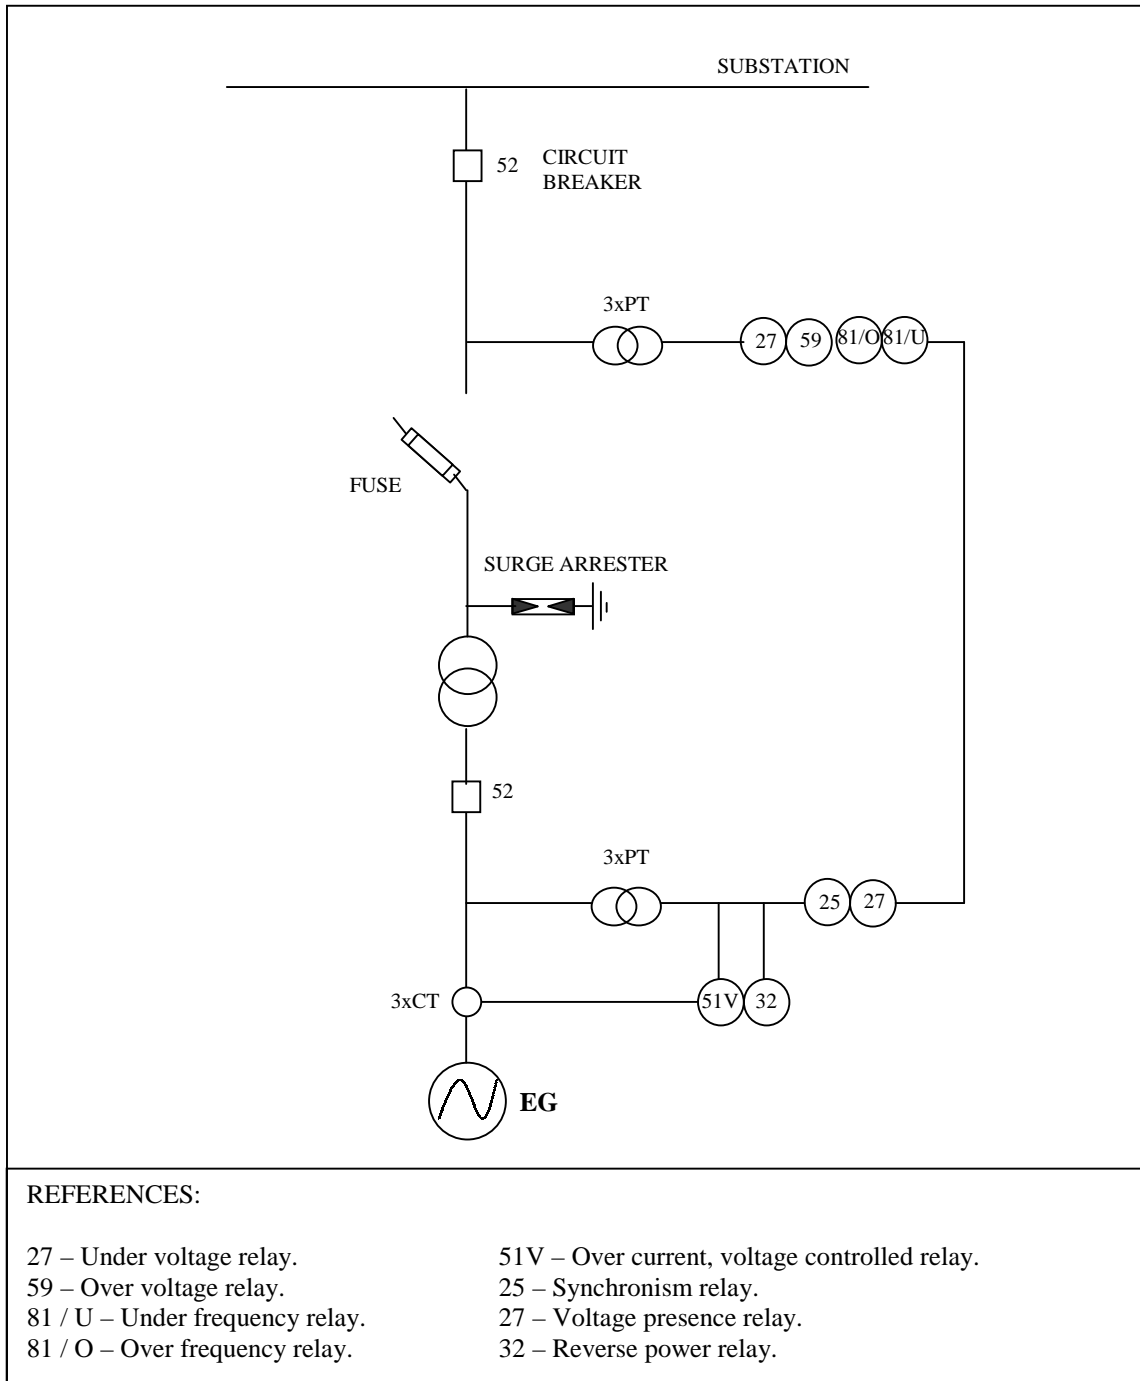 SUBSTATION
52
CIRCUIT
BREAKER
3xPT
27
59
81/O
81/U
FUSE
SURGE ARRESTER
52
3xPT
25
27
3xCT
51V
32
EG
REFERENCES:
27 – Under voltage relay.
59 – Over voltage relay.
81 / U – Under frequency relay.
81 / O – Over frequency relay.
51V – Over current, voltage controlled relay.
25 – Synchronism relay.
27 – Voltage presence relay.
32 – Reverse power relay.